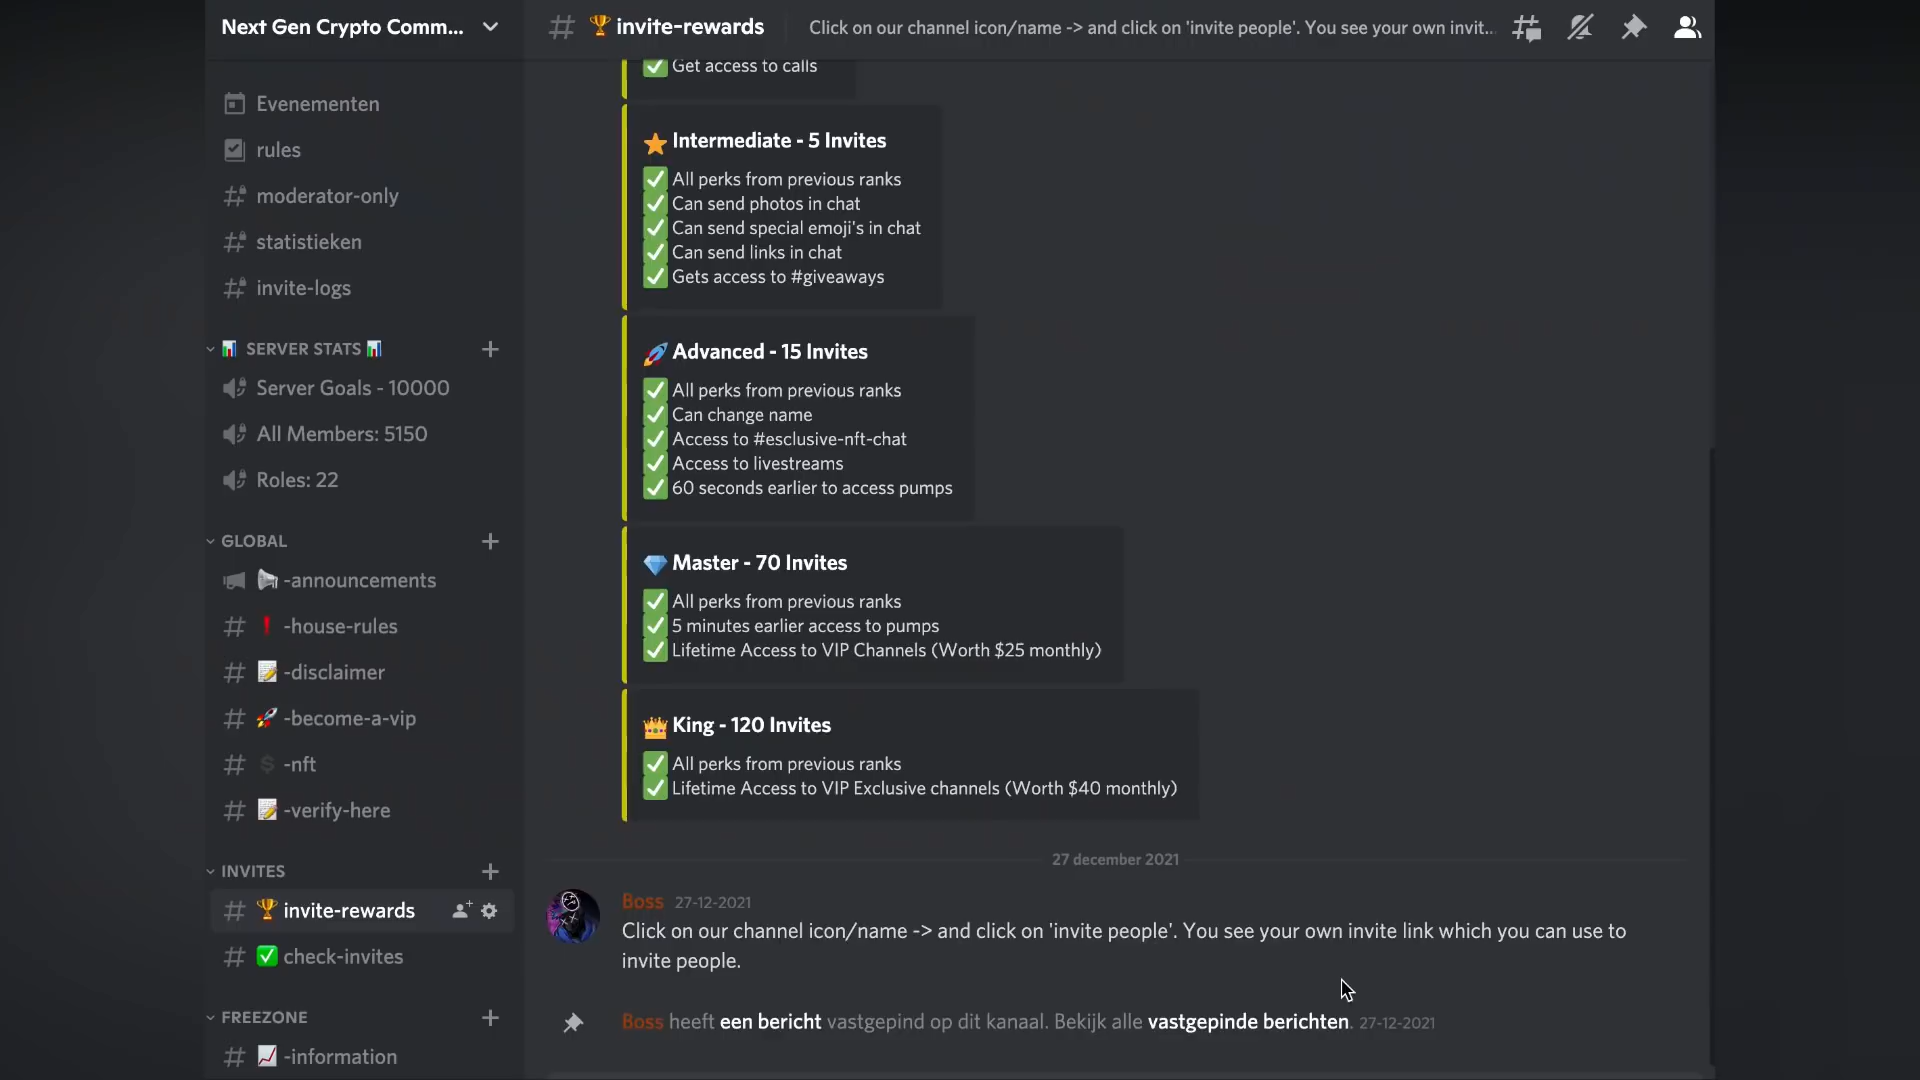 Next Gen Crypto Comm...
Evenementen
rules
moderator-only
statistieken
invite-logs
SERVER STATS
Server Goals - 10000
All Members: 5150
Roles: 22
GLOBAL
-announcements
-house-rules
-disclaimer
-become-a-vip
-nft
-verify-here
INVITES
invite-rewards
check-invites
FREEZONE
-information
invite-rewards
Click on our channel icon/name -> and click on 'invite people'. You see your own invit...
Get access to calls
Intermediate - 5 Invites
All perks from previous ranks
Can send photos in chat
Can send special emoji's in chat
Can send links in chat
Gets access to #giveaways
Advanced - 15 Invites
All perks from previous ranks
Can change name
Access to #esclusive-nft-chat
Access to livestreams
60 seconds earlier to access pumps
Master - 70 Invites
All perks from previous ranks
5 minutes earlier access to pumps
Lifetime Access to VIP Channels (Worth $25 monthly)
King - 120 Invites
All perks from previous ranks
Lifetime Access to VIP Exclusive channels (Worth $40 monthly)
27 december 2021
Boss 27-12-2021
Click on our channel icon/name -> and click on 'invite people'. You see your own invite link which you can use to
invite people.
Boss heeft een bericht vastgepind op dit kanaal. Bekijk alle vastgepinde berichten. 27-12-2021